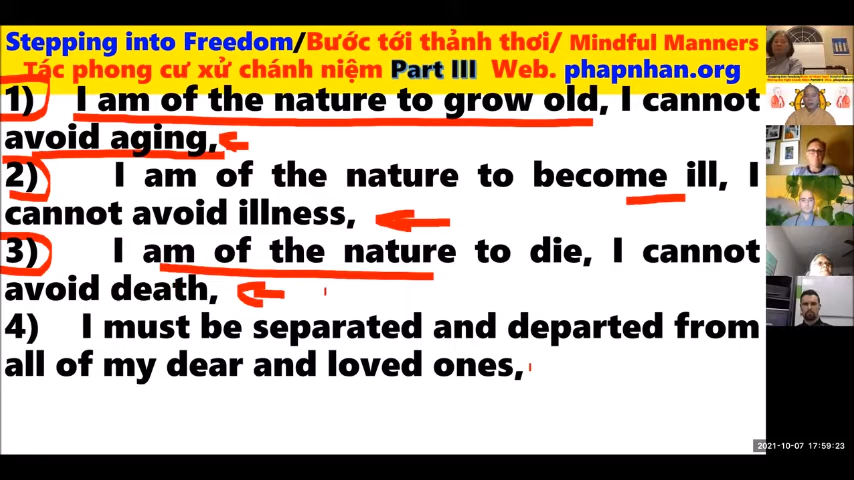 Stepping into Freedom/Bước tới thảnh thơi/ Mindful Manners
Tác phong cư xử chánh niệm Part III Web. phapnhan.org
1) I am of the nature to grow old, I cannot
avoid aging,
2) I am of the nature to become ill, I
cannot avoid illness,
3) I am of the nature to die, I cannot
avoid death,
4) I must be separated and departed from
all of my dear and loved ones,
2021-10-07 17:59:23